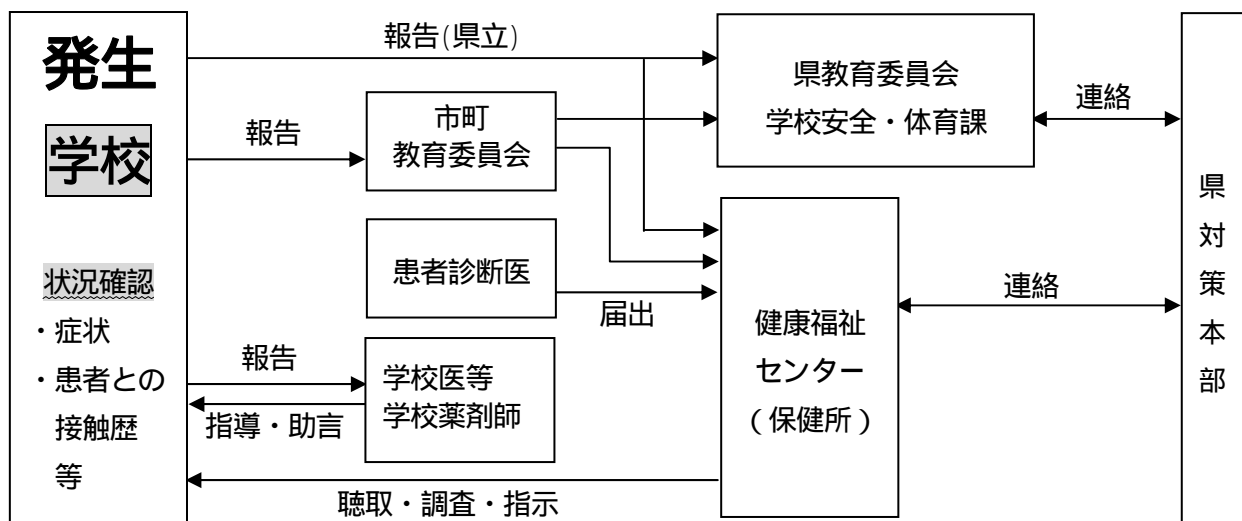 発生
学校
状況確認
・症状
・患者との
接触歴
等
報告(県立)
報告
市町
教育委員会
患者診断医
届出
報告
学校医等
学校薬剤師
指導・助言
聴取・調査・指示
県教育委員会
学校安全・体育課
健康福祉
センター
(保健所)
連絡
連絡
県
対
策
本
部